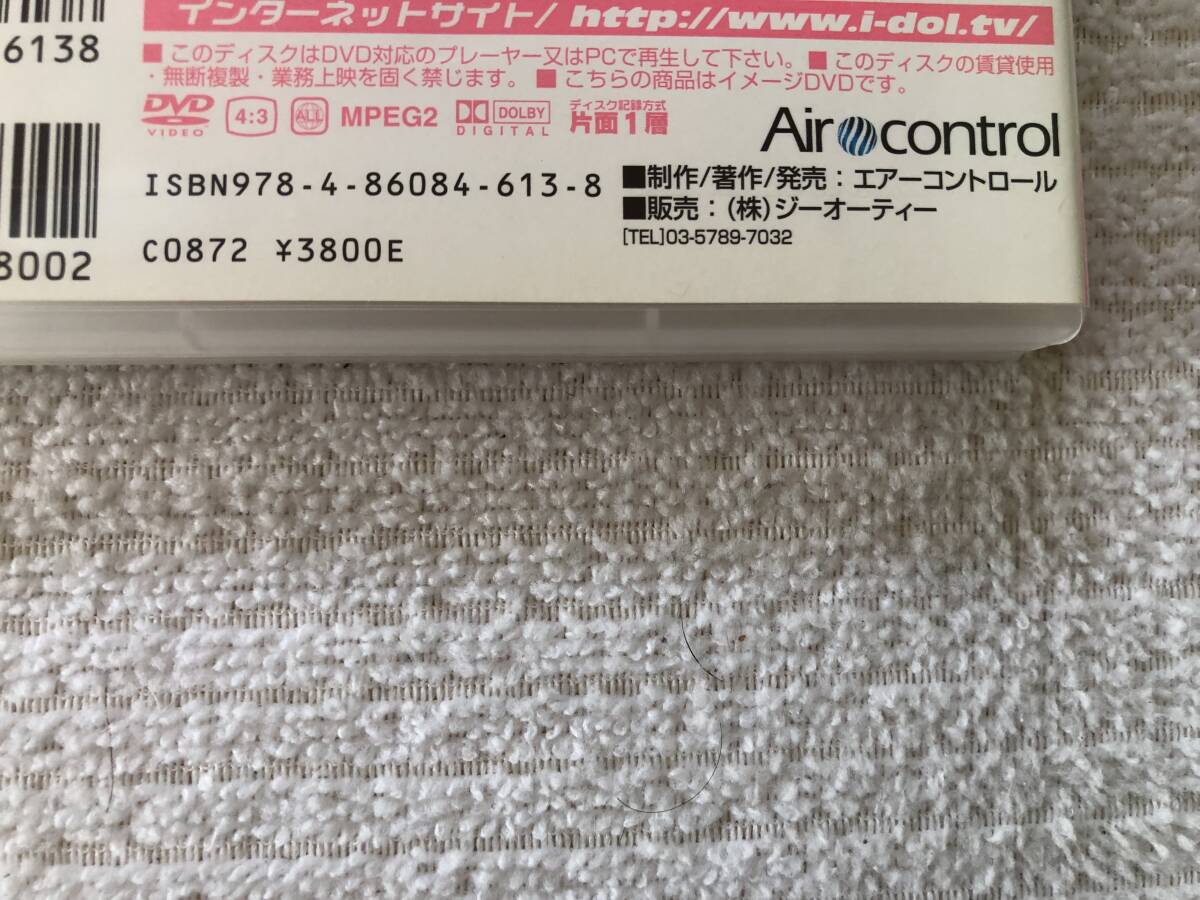 インターネットサイト/ http://www.i-dol.tv/
6138
■このディスクはDVD対応のプレーヤー又はPCで再生して下さい。■このディスクの賃貸使用
・無断複製・業務上映を固く禁じます。■こちらの商品はイメージDVDです。
DVD VIDEO 4:3 ALL MPEG2 DOLBY DIGITAL ディスク記録方式 片面1層
Air control
ISBN978-4-86084-613-8
■制作/著作/発売：エアーコントロール
■販売：(株)ジーオーティー
[TEL]03-5789-7032
8002
C0872 ¥3800E